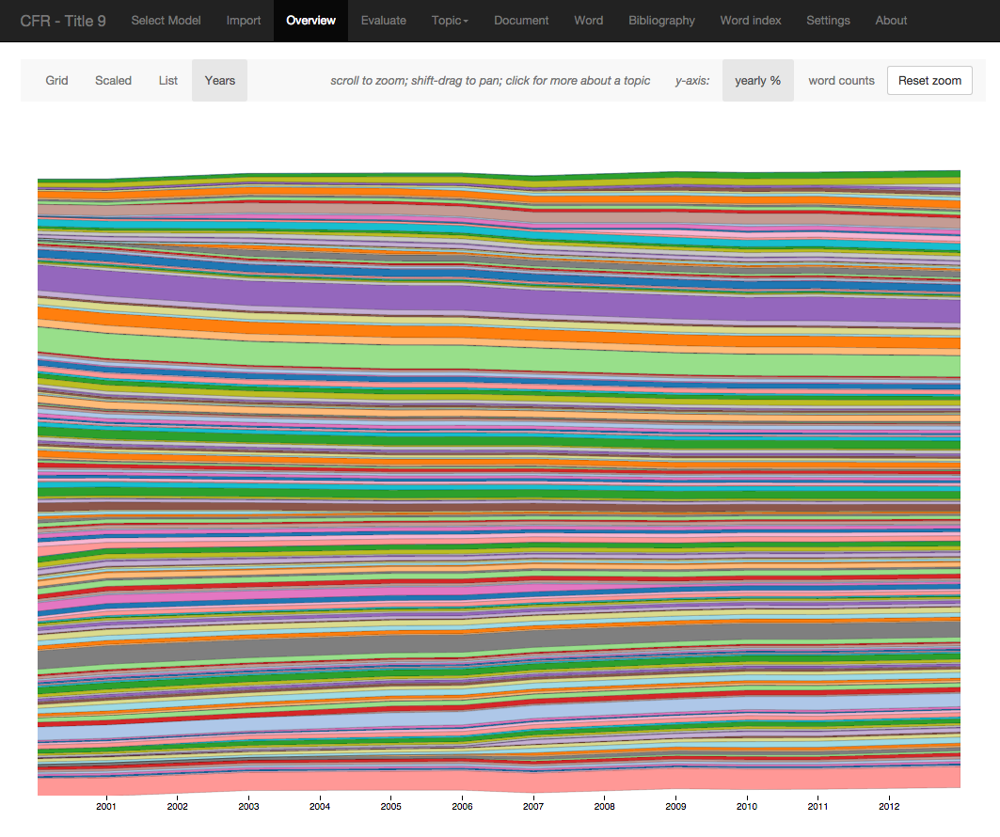 CFR - Title 9 Select Model Import Overview Evaluate Topic Document Word Bibliography Word index Settings About
Grid Scaled List Years scroll to zoom; shift-drag to pan; click for more about a topic y-axis: yearly % word counts Reset zoom
2001 2002 2003 2004 2005 2006 2007 2008 2009 2010 2011 2012